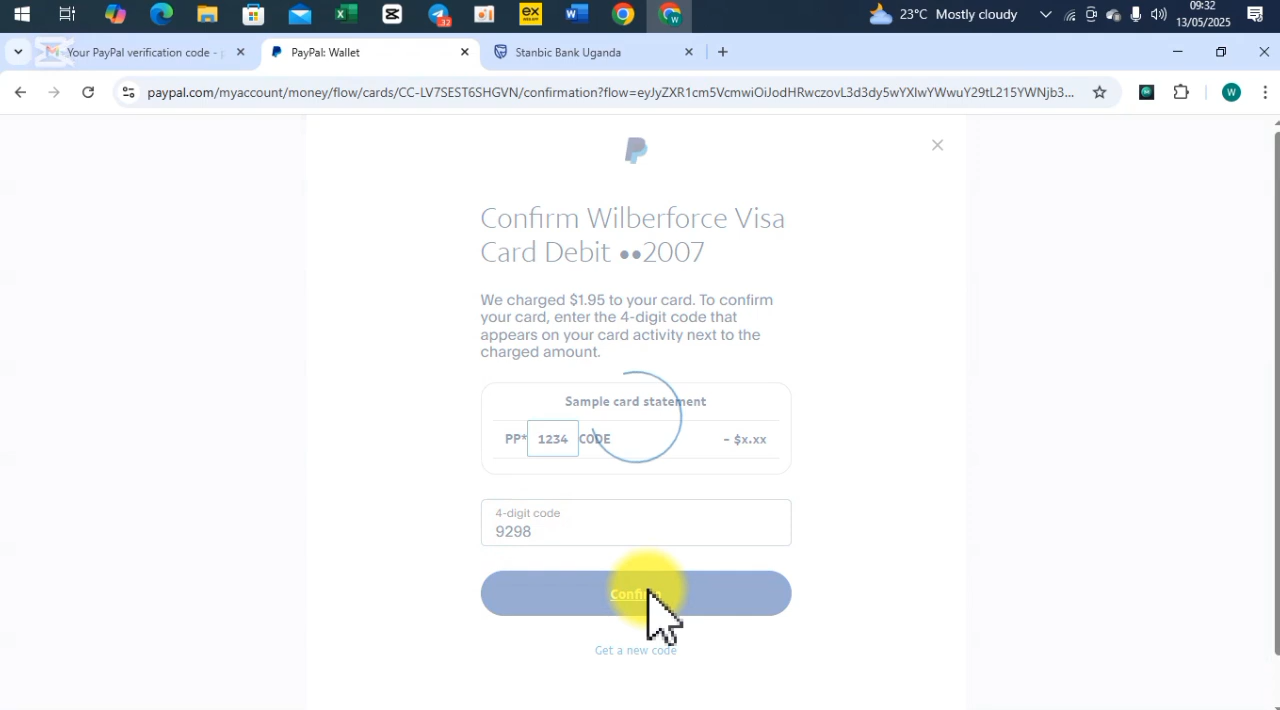 09:32
23°C Mostly cloudy
13/05/2025
Your PayPal verification code -
PayPal: Wallet
Stanbic Bank Uganda
paypal.com/myaccount/money/flow/cards/CC-LV7SEST6SHGVN/confirmation?flow=eyJyZXR1cm5VcmwiOiJodHRwczovL3d3dy5wYXlwYWwuY29tL215YWNjb3...
W
Confirm Wilberforce Visa
Card Debit ••2007
We charged $1.95 to your card. To confirm
your card, enter the 4-digit code that
appears on your card activity next to the
charged amount.
Sample card statement
PP* 1234 CODE - $x.xx
4-digit code
9298
Confirm
Get a new code